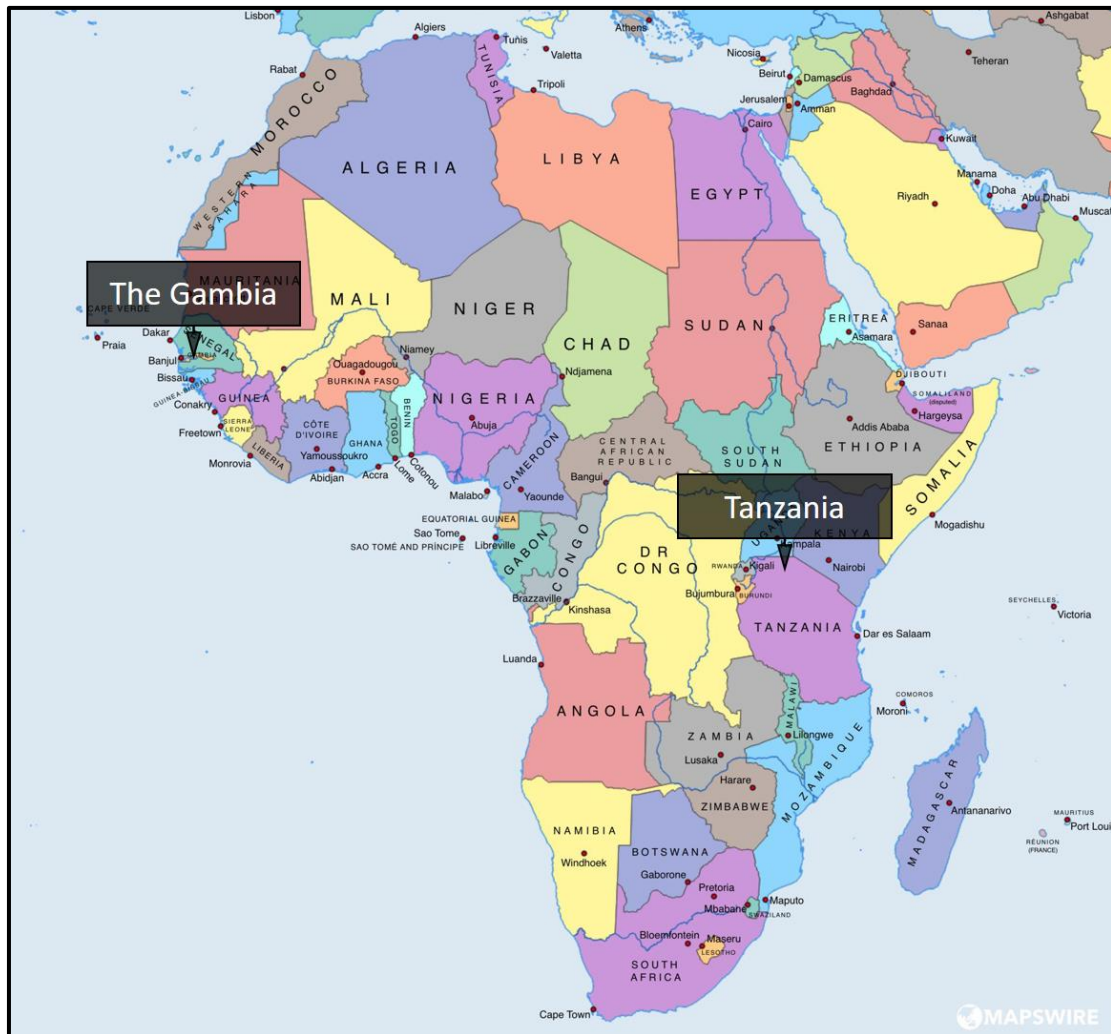 Lisbon
Algiers
Tunis
Valetta
Athens
Ashgabat
Rabat
TUNISIA
Tripoli
Nicosia
Beirut
Damascus
Teheran
MOROCCO
Jerusalem
Amman
Baghdad
Cairo
Kuwait
ALGERIA
LIBYA
EGYPT
WESTERN
SAHARA
Manama
Doha
Riyadh
Abu Dhabi
Muscat
The Gambia
MAURITANIA
CAPE VERDE
MALI
NIGER
CHAD
SUDAN
ERITREA
Asmara
Sanaa
Praia
Dakar
SENEGAL
Banjul
GAMBIA
Bissau
GUINEA-BISSAU
Niamey
Ouagadougou
BURKINA FASO
Ndjamena
DJIBOUTI
SOMALILAND
(disputed)
Hargeysa
GUINEA
Conakry
SIERRA
LEONE
Freetown
CÔTE
D'IVOIRE
Yamoussoukro
GHANA
TOGO
BENIN
NIGERIA
Abuja
Addis Ababa
ETHIOPIA
LIBERIA
Monrovia
Abidjan
Accra
Lome
Cotonou
CAMEROON
CENTRAL
AFRICAN
REPUBLIC
Bangui
SOUTH
SUDAN
SOMALIA
Malabo
Yaounde
Tanzania
Mogadishu
EQUATORIAL GUINEA
Sao Tome
SAO TOMÉ AND PRÍNCIPE
Libreville
GABON
CONGO
DR
CONGO
UGANDA
Kampala
KENYA
Nairobi
RWANDA
Kigali
Bujumbura
BURUNDI
Brazzaville
Kinshasa
TANZANIA
Dar es Salaam
SEYCHELLES
Victoria
Luanda
ANGOLA
ZAMBIA
Lusaka
MALAWI
Lilongwe
COMOROS
Moroni
MOZAMBIQUE
Harare
ZIMBABWE
MADAGASCAR
Antananarivo
MAURITIUS
Port Loui
RÉUNION
(FRANCE)
NAMIBIA
Windhoek
BOTSWANA
Gaborone
Pretoria
Mbabane
SWAZILAND
Maputo
Bloemfontein
Maseru
LESOTHO
SOUTH
AFRICA
Cape Town
MAPSWIRE